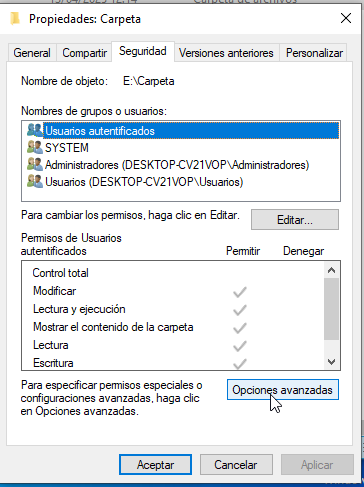 Propiedades: Carpeta
General Compartir Seguridad Versiones anteriores Personalizar
Nombre de objeto: E:\Carpeta
Nombres de grupos o usuarios:
Usuarios autentificados
SYSTEM
Administradores (DESKTOP-CV21VOP\Administradores)
Usuarios (DESKTOP-CV21VOP\Usuarios)
Para cambiar los permisos, haga clic en Editar. Editar...
Permisos de Usuarios
autentificados Permitir Denegar
Control total
Modificar
Lectura y ejecución
Mostrar el contenido de la carpeta
Lectura
Escritura
Para especificar permisos especiales o
configuraciones avanzadas, haga clic
en Opciones avanzadas. Opciones avanzadas
Aceptar Cancelar Aplicar